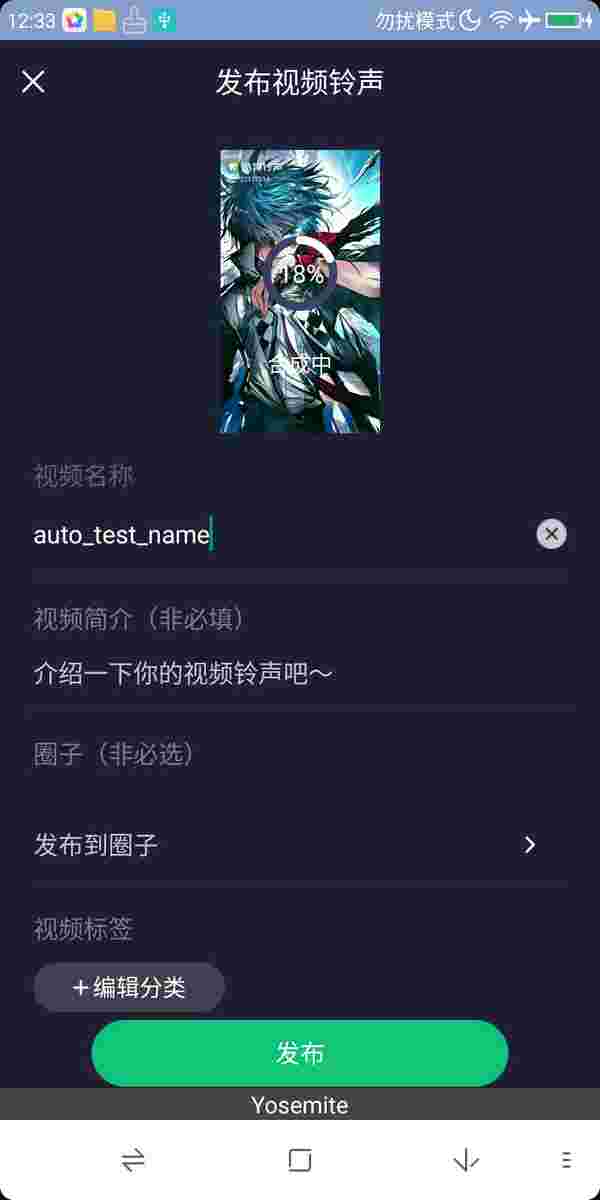 12:33
勿扰模式
发布视频铃声
18%
合成中
视频名称
auto_test_name
视频简介（非必填）
介绍一下你的视频铃声吧～
圈子（非必选）
发布到圈子
视频标签
+编辑分类
发布
Yosemite